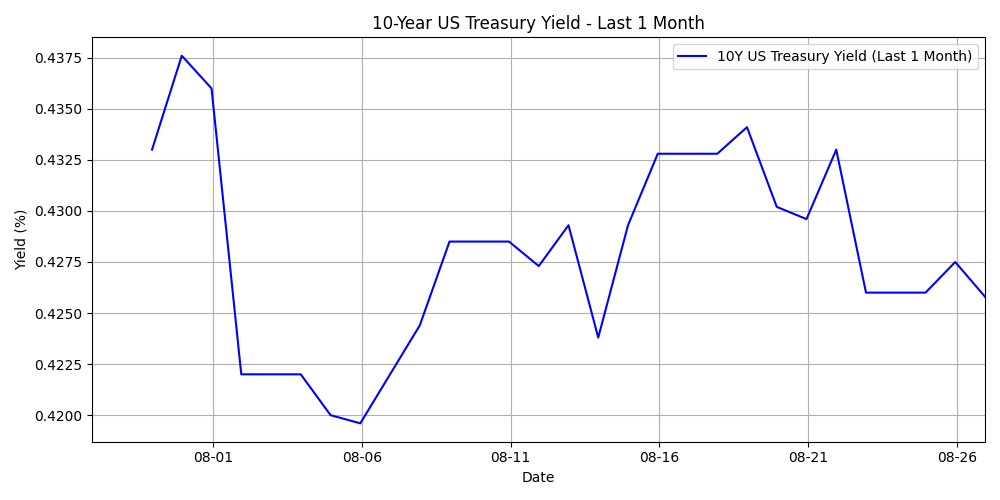 10-Year US Treasury Yield - Last 1 Month
10Y US Treasury Yield (Last 1 Month)
Yield (%)
0.4375
0.4350
0.4325
0.4300
0.4275
0.4250
0.4225
0.4200
08-01 08-06 08-11 08-16 08-21 08-26
Date